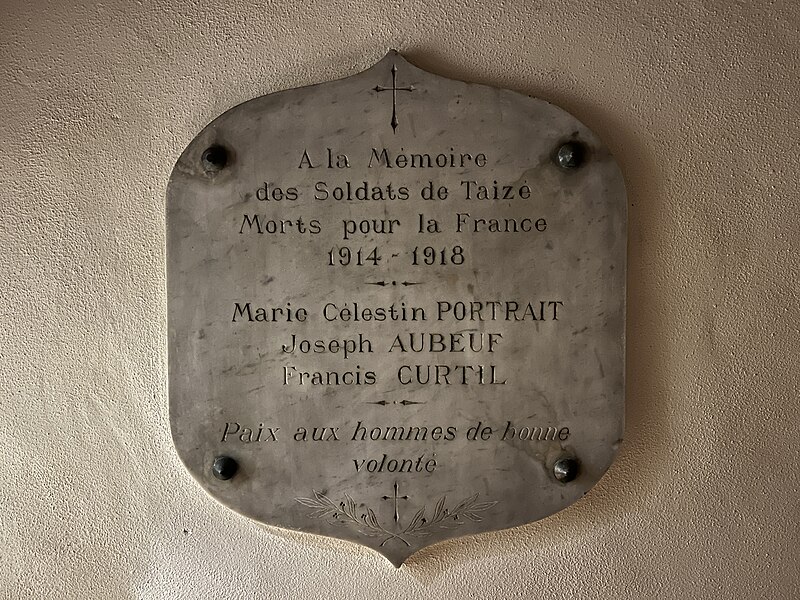 A la Mémoire
des Soldats de Taizé
Morts pour la France
1914 - 1918
Marie Célestin PORTRAIT
Joseph AUBEUF
Francis CURTIL
Paix aux hommes de bonne
volonté